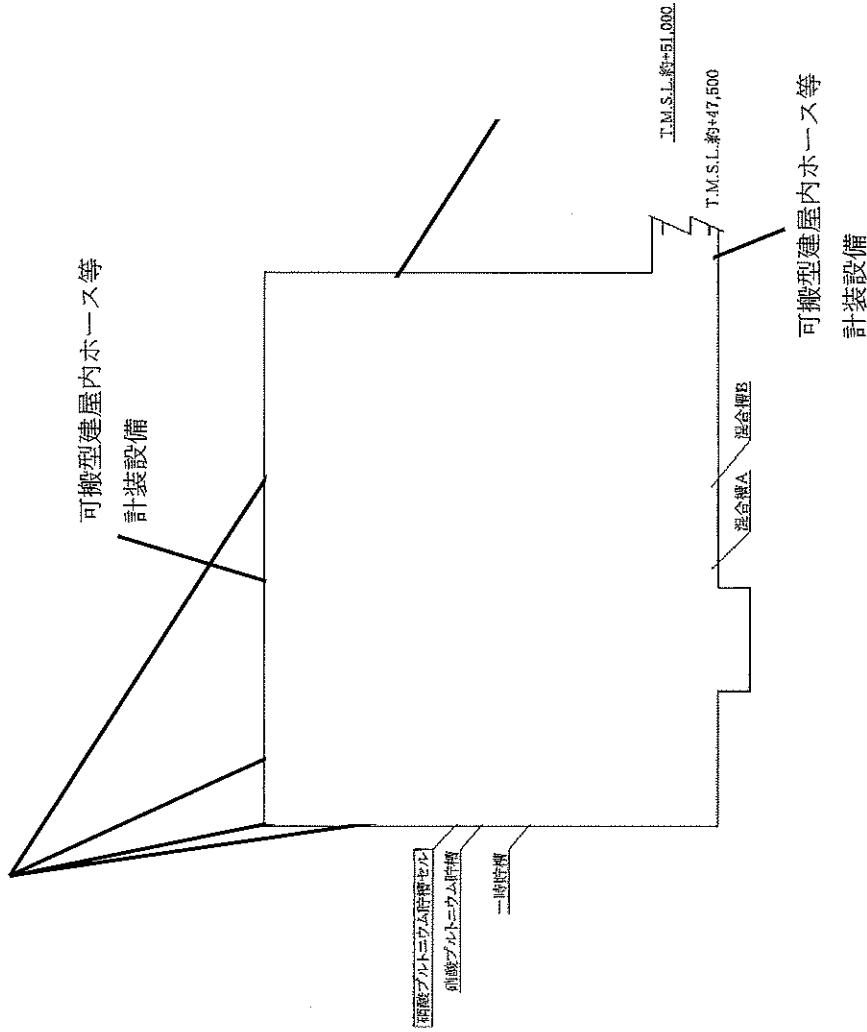 可搬型建屋内ホース等
計装設備
T.M.S.L.約+51,000
T.M.S.L.約+47,500
硝酸プルトニウム貯槽セル
硝酸プルトニウム貯槽
一時貯槽
混合槽A
混合槽B
可搬型建屋内ホース等
計装設備